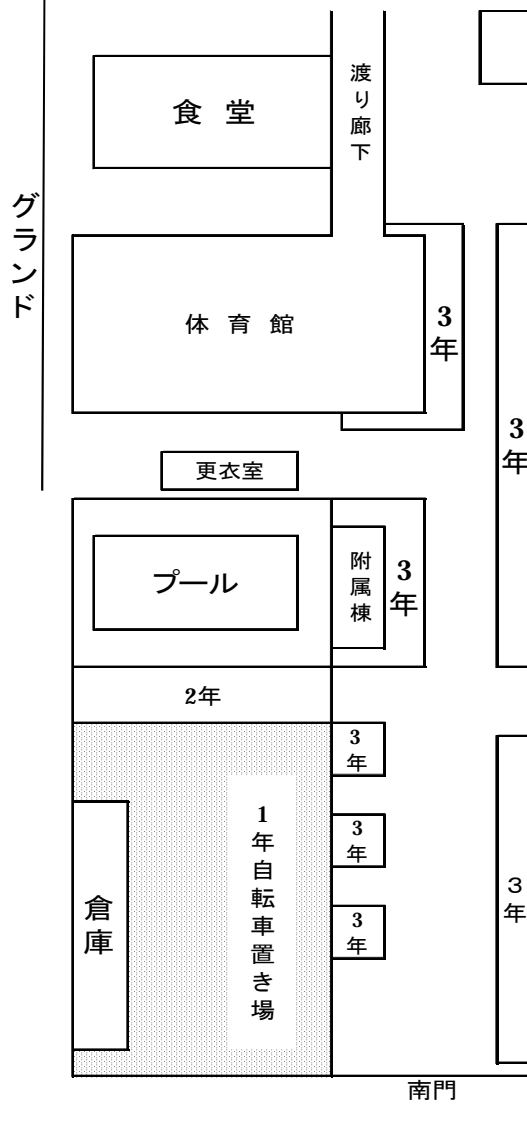 食堂
渡り廊下
グランド
体育館
3年
3年
更衣室
プール
附属棟
3年
2年
3年
1年自転車置き場
3年
倉庫
3年
3年
南門